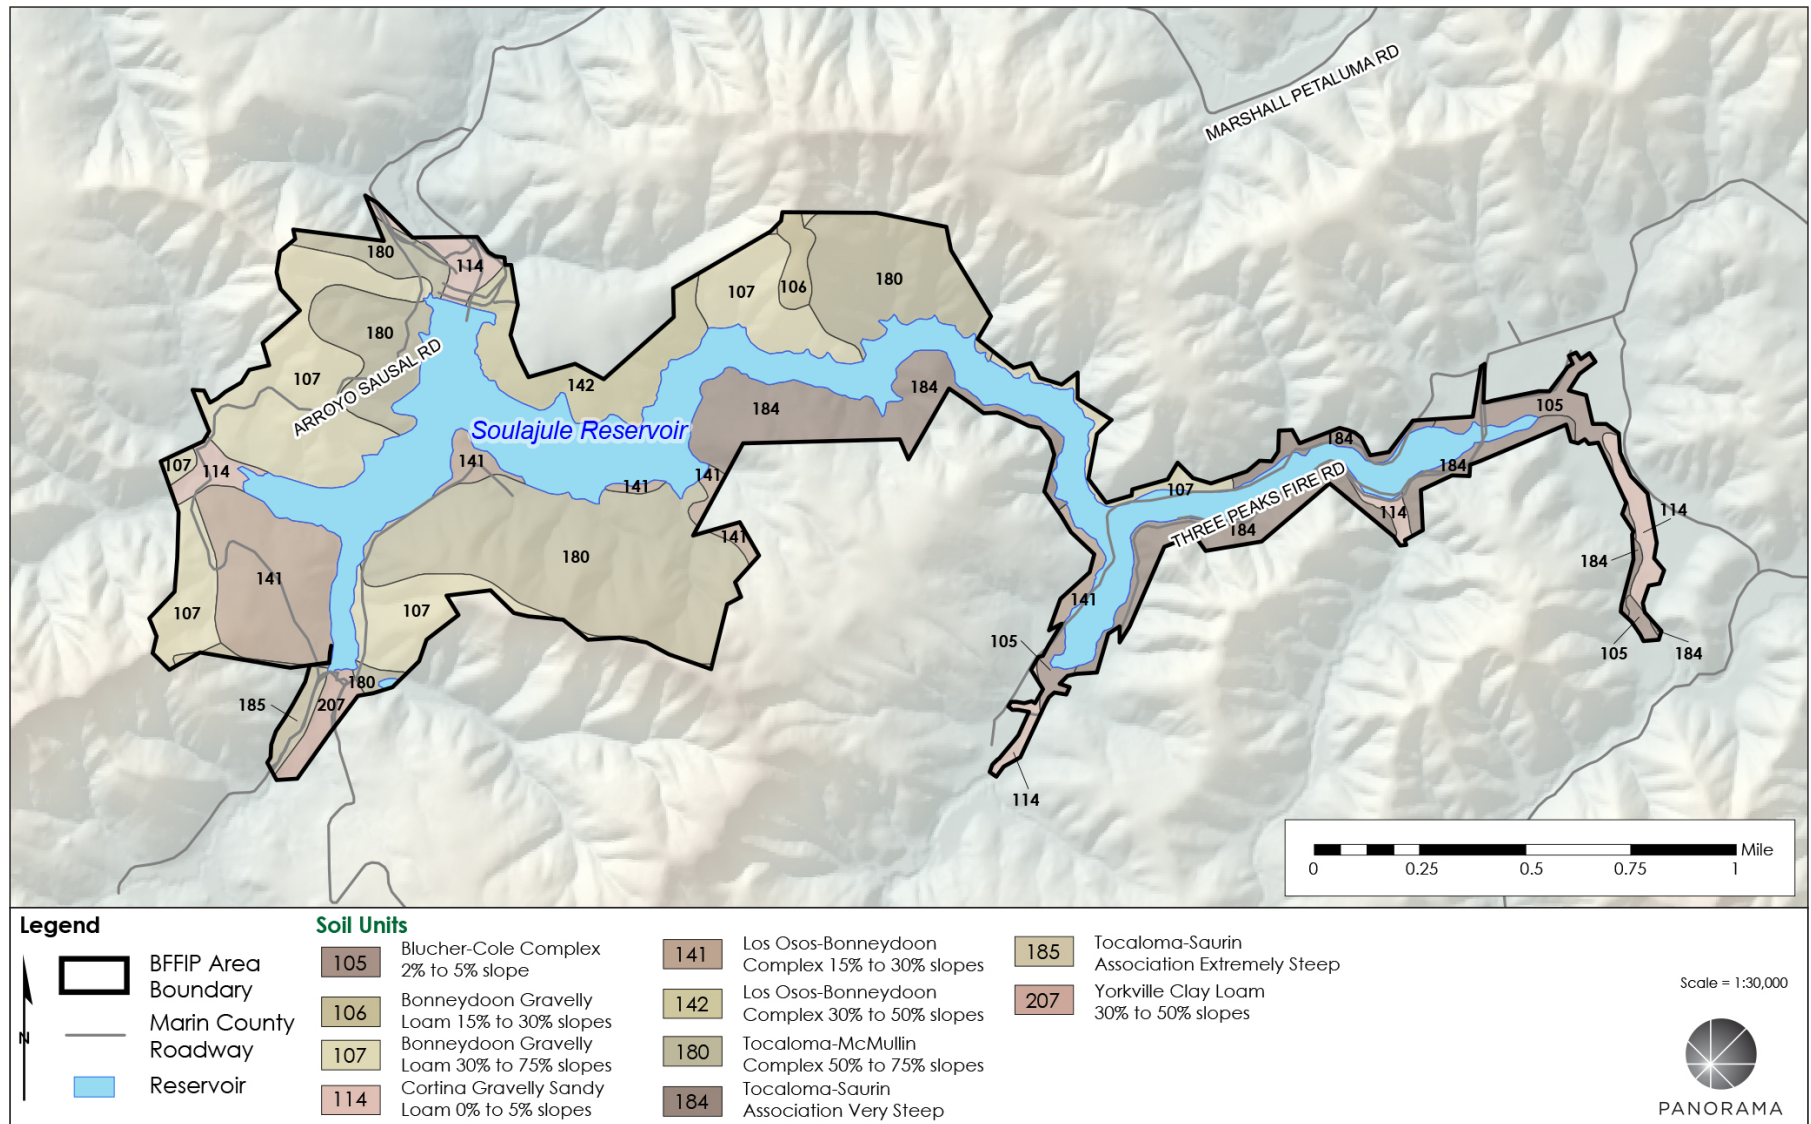 MARSHALL PETALUMA RD
180
114
180
107
106
180
ARROYO SAUSAL RD
107
142
184
184
Soulajule Reservoir
107
114
141
141
141
105
184
184
107
THREE PEAKS FIRE RD
184
114
114
141
180
141
184
107
107
141
105
105
184
185
207
180
114
Mile
0
0.25
0.5
0.75
1
Legend
BFFIP Area
Boundary
Marin County
Roadway
Reservoir
N
Soil Units
105
Blucher-Cole Complex
2% to 5% slope
106
Bonneydoon Gravelly
Loam 15% to 30% slopes
107
Bonneydoon Gravelly
Loam 30% to 75% slopes
114
Cortina Gravelly Sandy
Loam 0% to 5% slopes
141
Los Osos-Bonneydoon
Complex 15% to 30% slopes
142
Los Osos-Bonneydoon
Complex 30% to 50% slopes
180
Tocaloma-McMullin
Complex 50% to 75% slopes
184
Tocaloma-Saurin
Association Very Steep
185
Tocaloma-Saurin
Association Extremely Steep
207
Yorkville Clay Loam
30% to 50% slopes
Scale = 1:30,000
PANORAMA